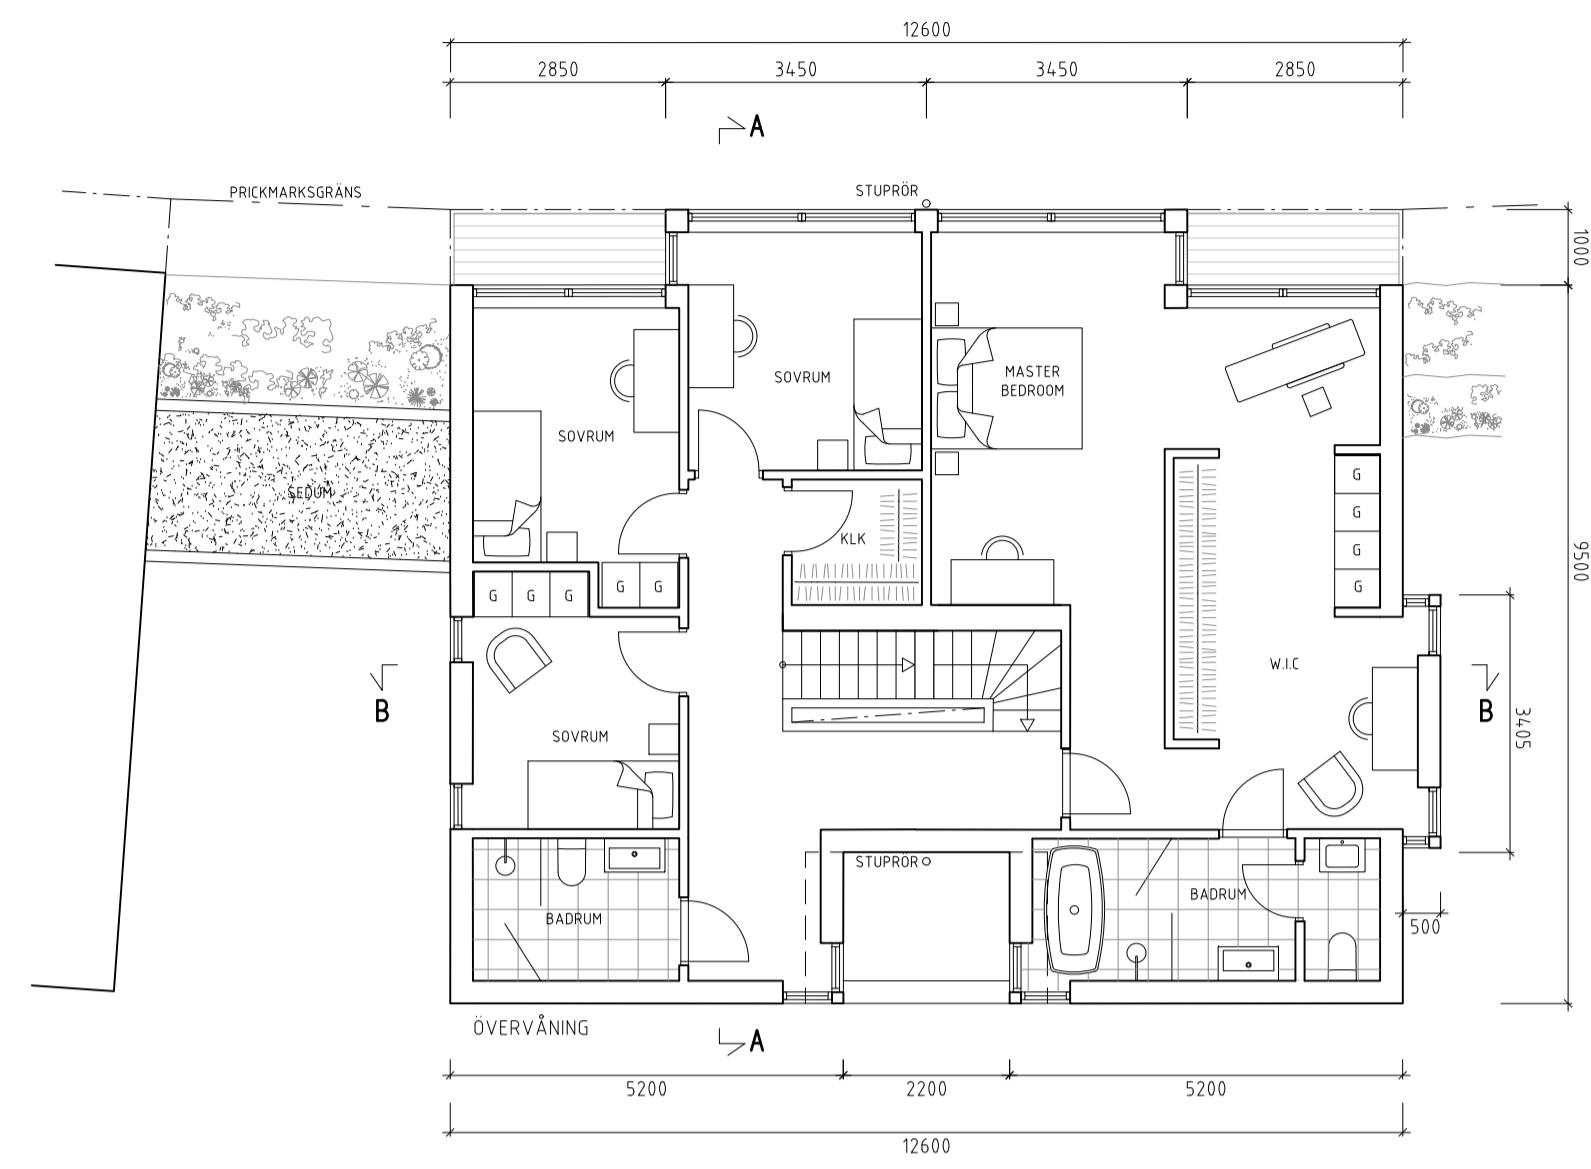 12600
2850
3450
3450
2850
A
PRICKMARKSGRÄNS
STUPRÖR
1000
MASTER
BEDROOM
SOVRUM
SOVRUM
SEDUM
G
G
G
G
KLK
G
G
G
G
G
9500
W.I.C
B
B
3405
SOVRUM
STUPRÖR
BADRUM
BADRUM
500
ÖVERVÅNING
A
5200
2200
5200
12600